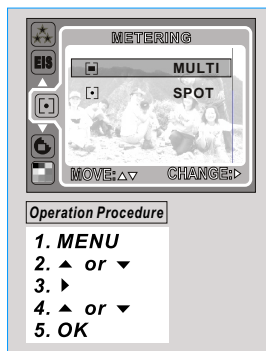 METERING
EIS
MULTI
SPOT
MOVE:△▽ CHANGE:▷
Operation Procedure
1. MENU
2. ▲ or ▼
3. ▶
4. ▲ or ▼
5. OK